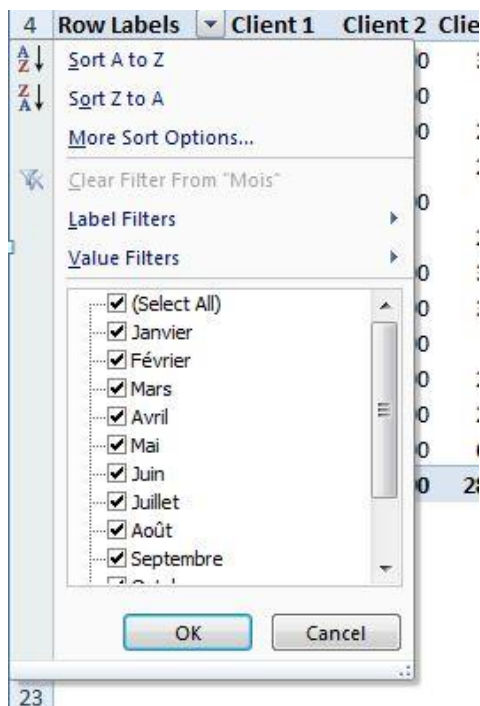 4 Row Labels Client 1 Client 2
Sort A to Z
Sort Z to A
More Sort Options...
Clear Filter From "Mois"
Label Filters
Value Filters
(Select All)
Janvier
Février
Mars
Avril
Mai
Juin
Juillet
Août
Septembre
OK Cancel
23